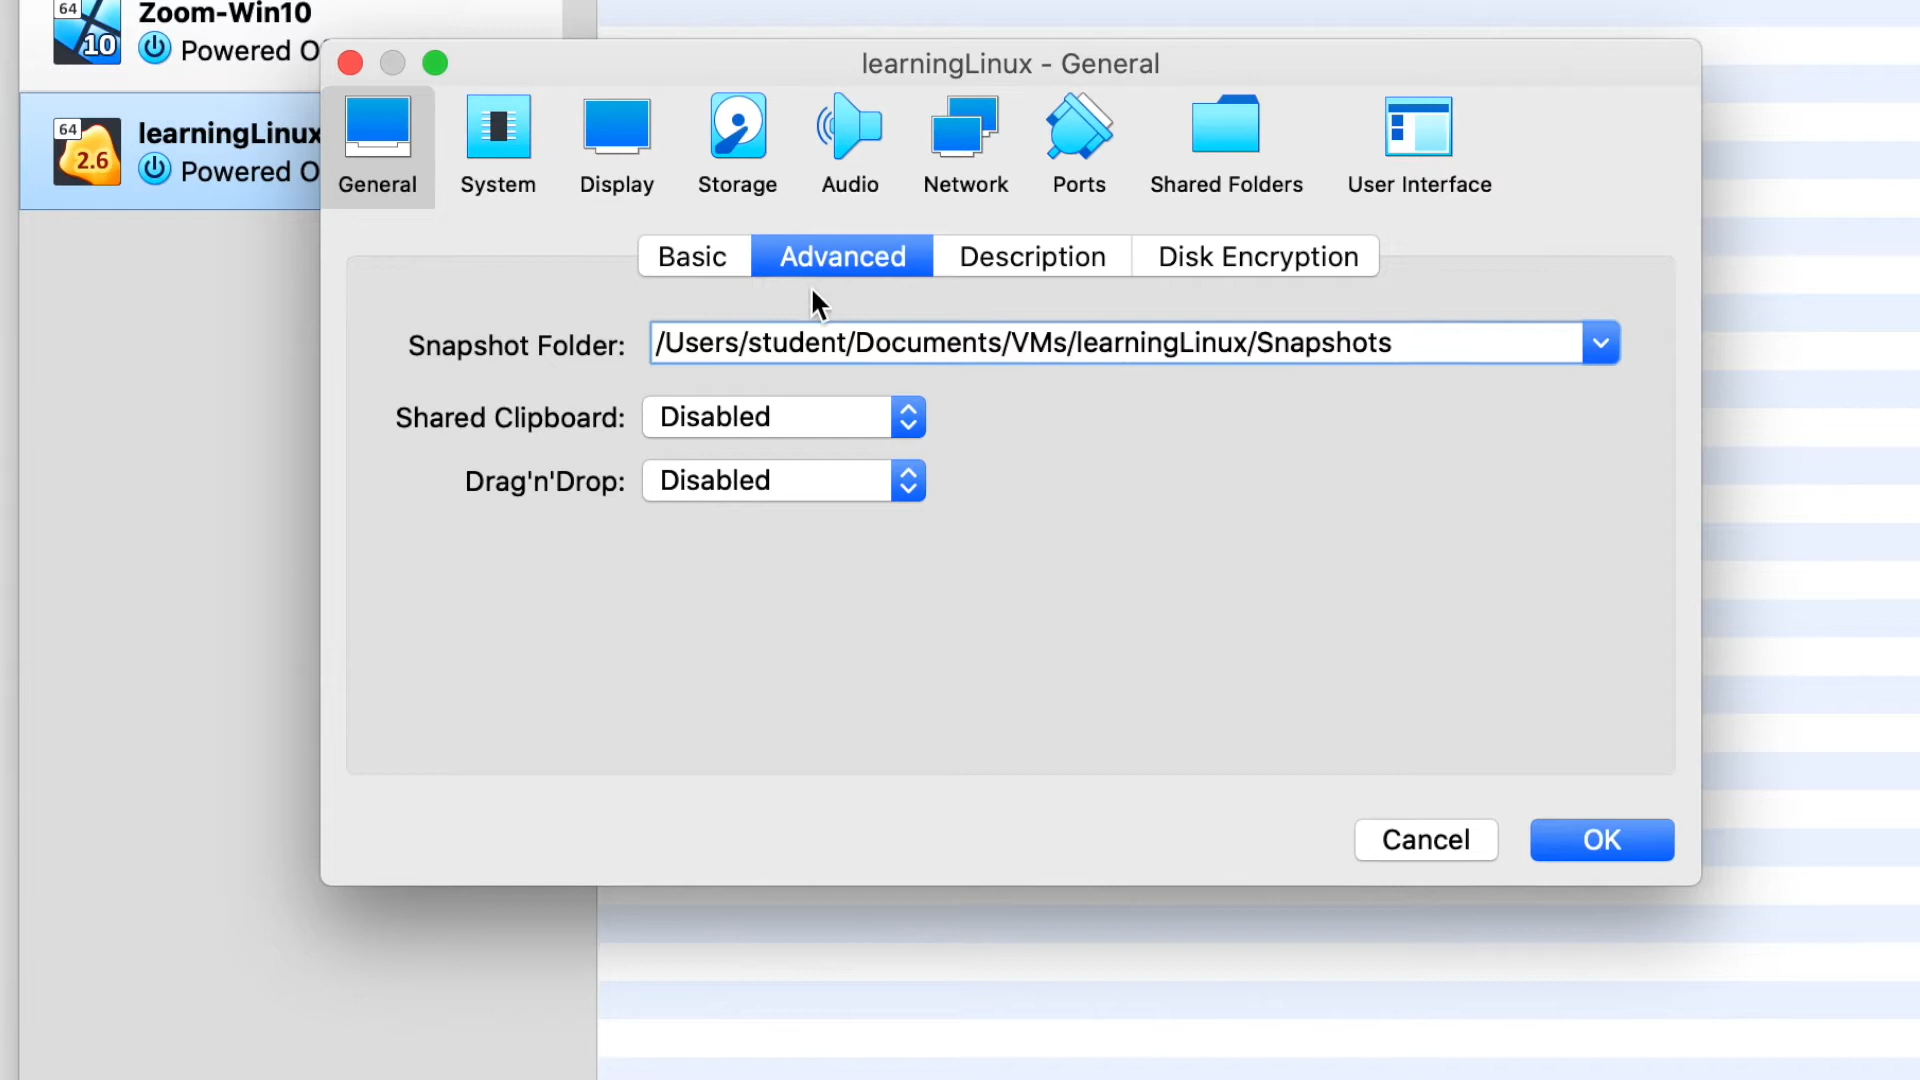 64
Zoom-Win10
10
Powered O
learningLinux - General
64
2.6
learningLinux
Powered O
General
System
Display
Storage
Audio
Network
Ports
Shared Folders
User Interface
Basic
Advanced
Description
Disk Encryption
Snapshot Folder: /Users/student/Documents/VMs/learningLinux/Snapshots
Shared Clipboard: Disabled
Drag'n'Drop: Disabled
Cancel
OK